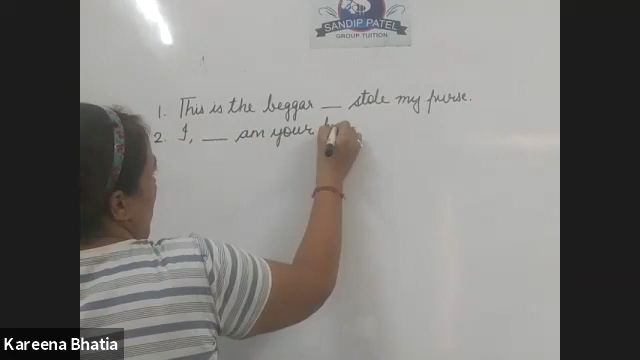 SANDIP PATEL
GROUP TUITION
1. This is the beggar __ stole my purse.
2. I, __ am your
Kareena Bhatia